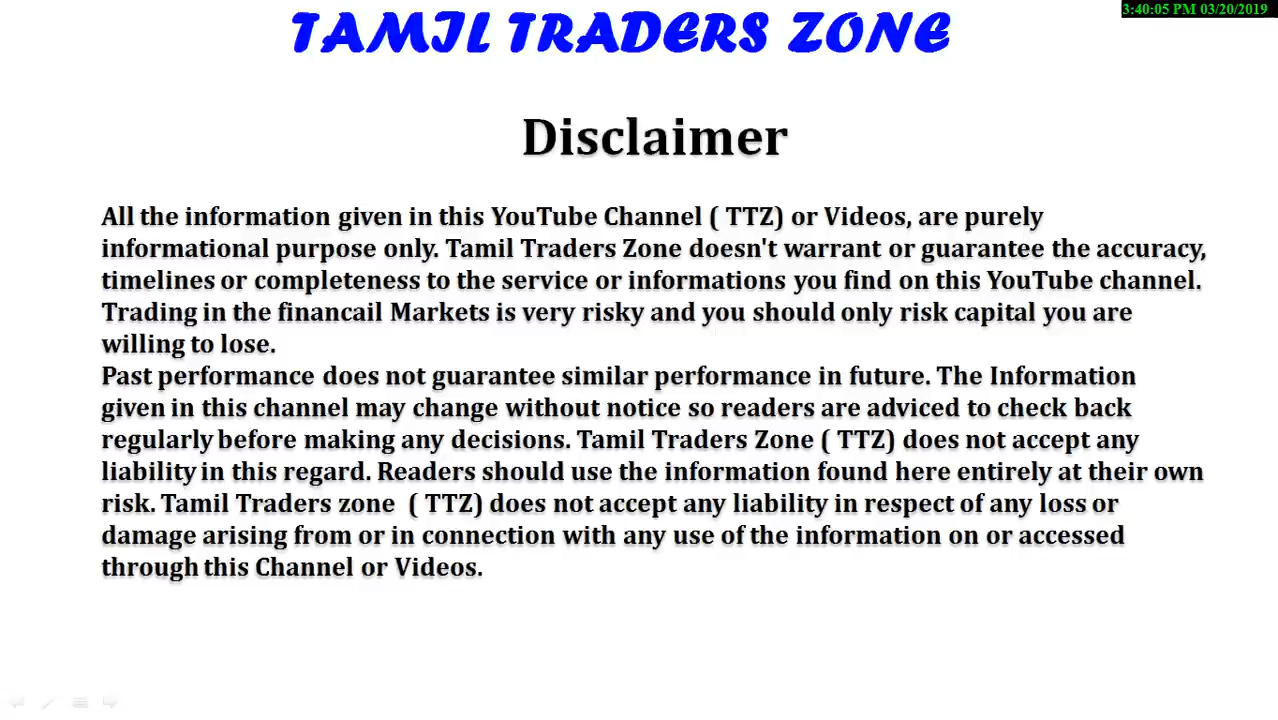 TAMIL TRADERS ZONE
3:40:05 PM 03/20/2019
Disclaimer
All the information given in this YouTube Channel ( TTZ) or Videos, are purely
informational purpose only. Tamil Traders Zone doesn't warrant or guarantee the accuracy,
timelines or completeness to the service or informations you find on this YouTube channel.
Trading in the financail Markets is very risky and you should only risk capital you are
willing to lose.
Past performance does not guarantee similar performance in future. The Information
given in this channel may change without notice so readers are adviced to check back
regularly before making any decisions. Tamil Traders Zone ( TTZ) does not accept any
liability in this regard. Readers should use the information found here entirely at their own
risk. Tamil Traders zone  ( TTZ) does not accept any liability in respect of any loss or
damage arising from or in connection with any use of the information on or accessed
through this Channel or Videos.